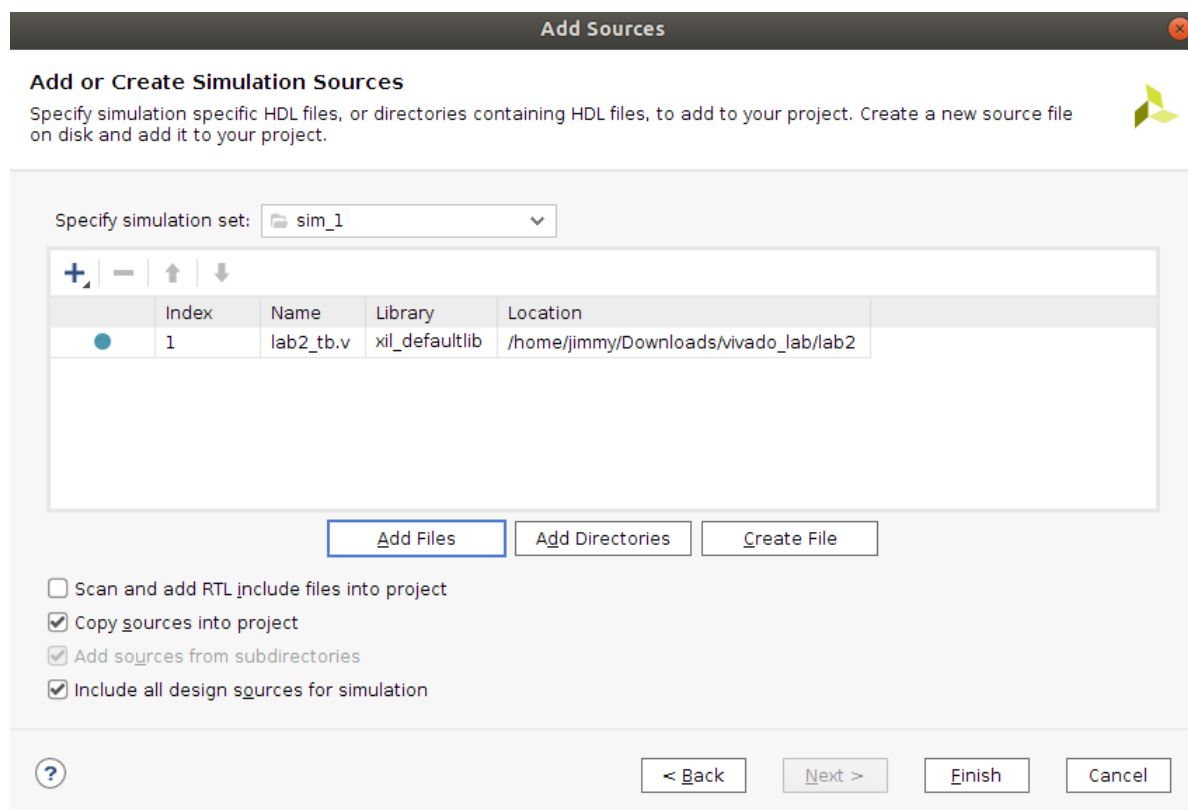 Add Sources
Add or Create Simulation Sources
Specify simulation specific HDL files, or directories containing HDL files, to add to your project. Create a new source file
on disk and add it to your project.
Specify simulation set: sim_1
Index Name Library Location
1 lab2_tb.v xil_defaultlib /home/jimmy/Downloads/vivado_lab/lab2
Add Files Add Directories Create File
Scan and add RTL include files into project
Copy sources into project
Add sources from subdirectories
Include all design sources for simulation
? < Back Next > Finish Cancel